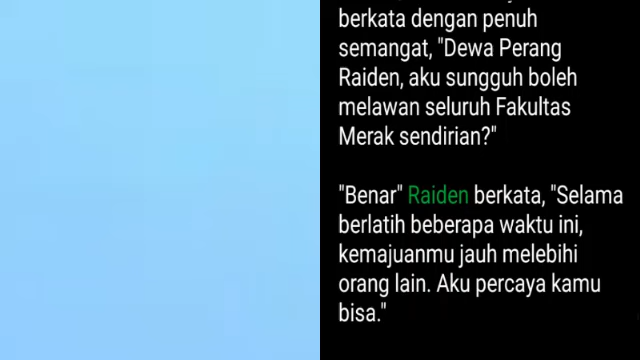 berkata dengan penuh
semangat, "Dewa Perang
Raiden, aku sungguh boleh
melawan seluruh Fakultas
Merak sendirian?"
"Benar" Raiden berkata, "Selama
berlatih beberapa waktu ini,
kemajuanmu jauh melebihi
orang lain. Aku percaya kamu
bisa."